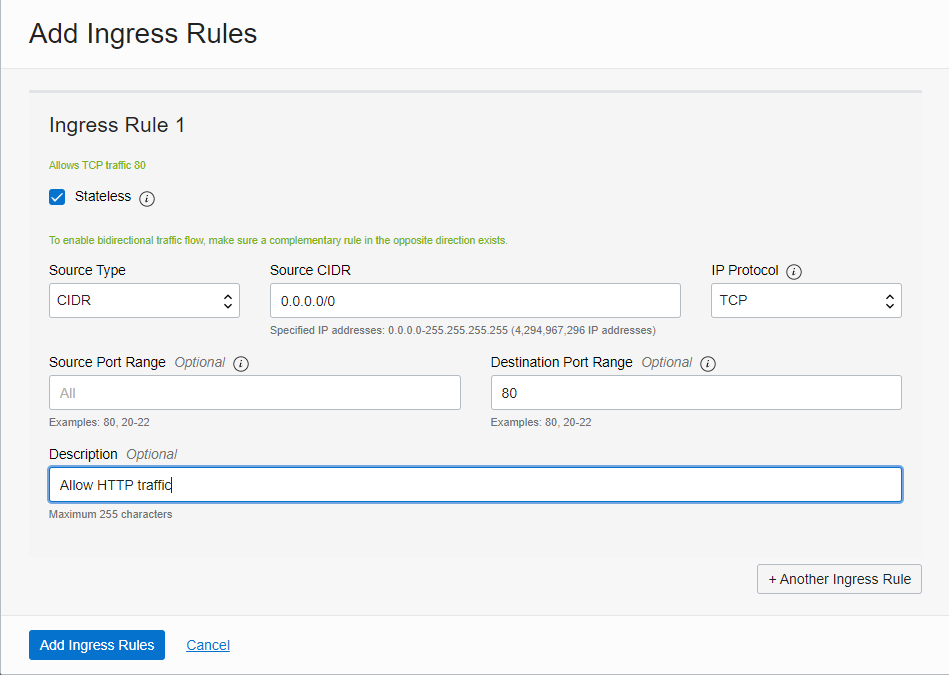 Add Ingress Rules
Ingress Rule 1
Allows TCP traffic 80
Stateless i
To enable bidirectional traffic flow, make sure a complementary rule in the opposite direction exists.
Source Type Source CIDR IP Protocol i
CIDR 0.0.0.0/0 TCP
Specified IP addresses: 0.0.0.0-255.255.255.255 (4,294,967,296 IP addresses)
Source Port Range Optional i Destination Port Range Optional i
All 80
Examples: 80, 20-22 Examples: 80, 20-22
Description Optional
Allow HTTP traffic
Maximum 255 characters
+ Another Ingress Rule
Add Ingress Rules Cancel